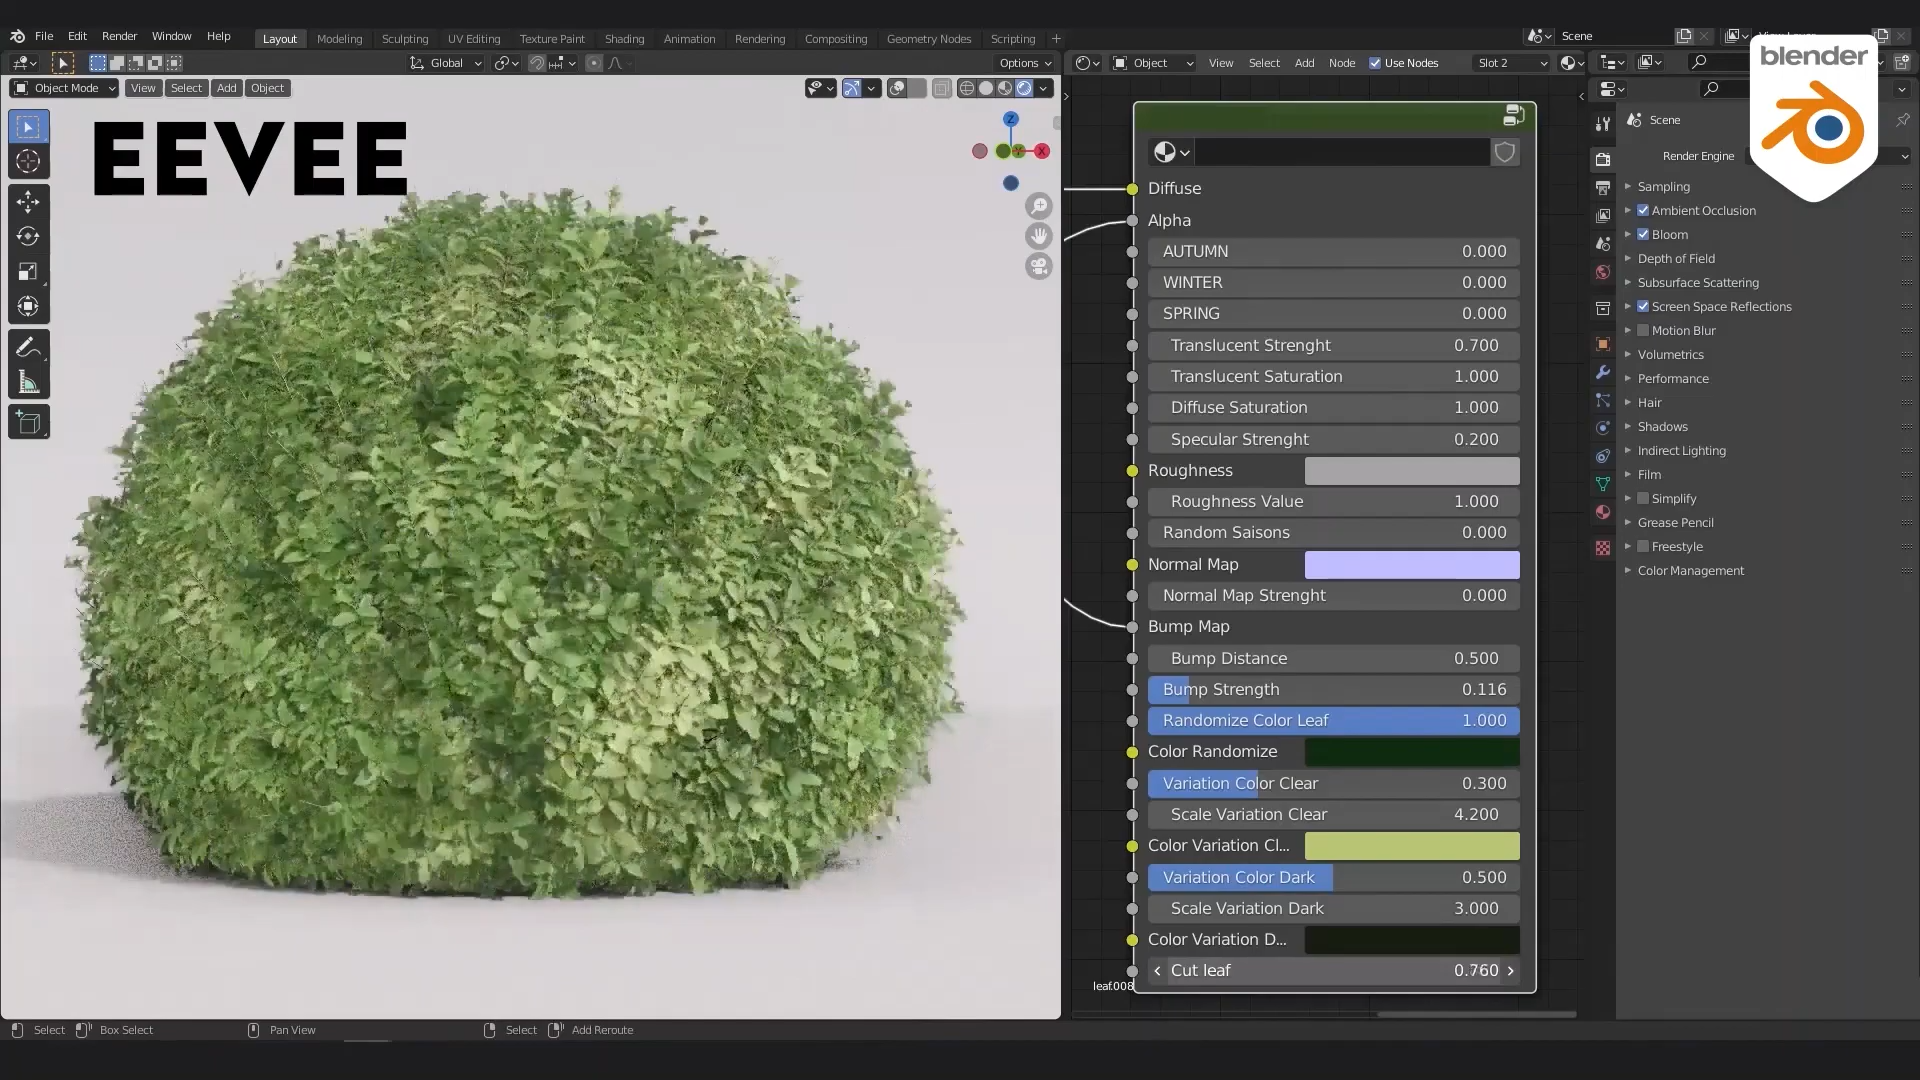 File Edit Render Window Help Layout Modeling Sculpting UV Editing Texture Paint Shading Animation Rendering Compositing Geometry Nodes Scripting + Scene
Global Options Object View Select Add Node Use Nodes Slot 2
Object Mode View Select Add Object
blender
EEVEE
Z
Y X
Scene
Render Engine
Sampling
Ambient Occlusion
Bloom
Depth of Field
Subsurface Scattering
Screen Space Reflections
Motion Blur
Volumetrics
Performance
Hair
Shadows
Indirect Lighting
Film
Simplify
Grease Pencil
Freestyle
Color Management
Diffuse
Alpha
AUTUMN 0.000
WINTER 0.000
SPRING 0.000
Translucent Strenght 0.700
Translucent Saturation 1.000
Diffuse Saturation 1.000
Specular Strenght 0.200
Roughness
Roughness Value 1.000
Random Saisons 0.000
Normal Map
Normal Map Strenght 0.000
Bump Map
Bump Distance 0.500
Bump Strength 0.116
Randomize Color Leaf 1.000
Color Randomize
Variation Color Clear 0.300
Scale Variation Clear 4.200
Color Variation Cl...
Variation Color Dark 0.500
Scale Variation Dark 3.000
Color Variation D...
Cut leaf 0.760
leaf.008
Select Box Select Pan View Select Add Reroute